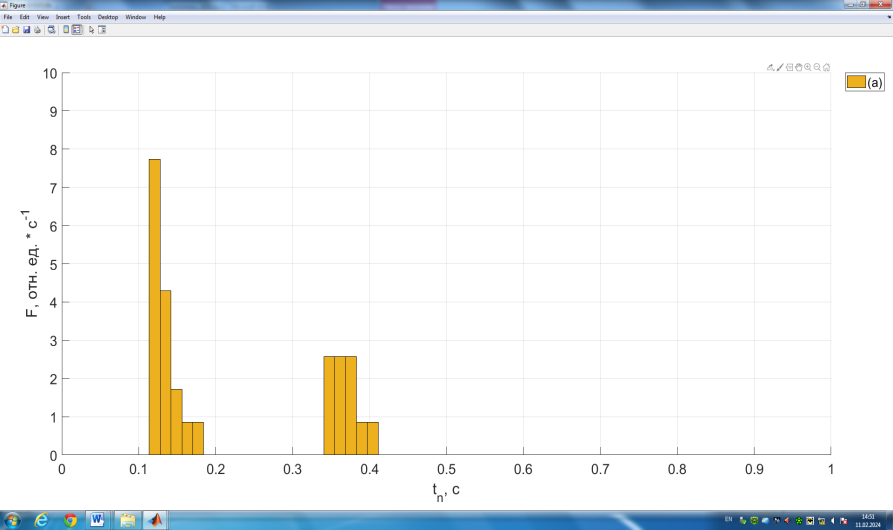 Figure
File Edit View Insert Tools Desktop Window Help
10
9
8
7
6
5
4
3
2
1
0
F, отн. ед. * с⁻¹
(a)
0 0.1 0.2 0.3 0.4 0.5 0.6 0.7 0.8 0.9 1
tₙ, с
EN
14:51
11.02.2024